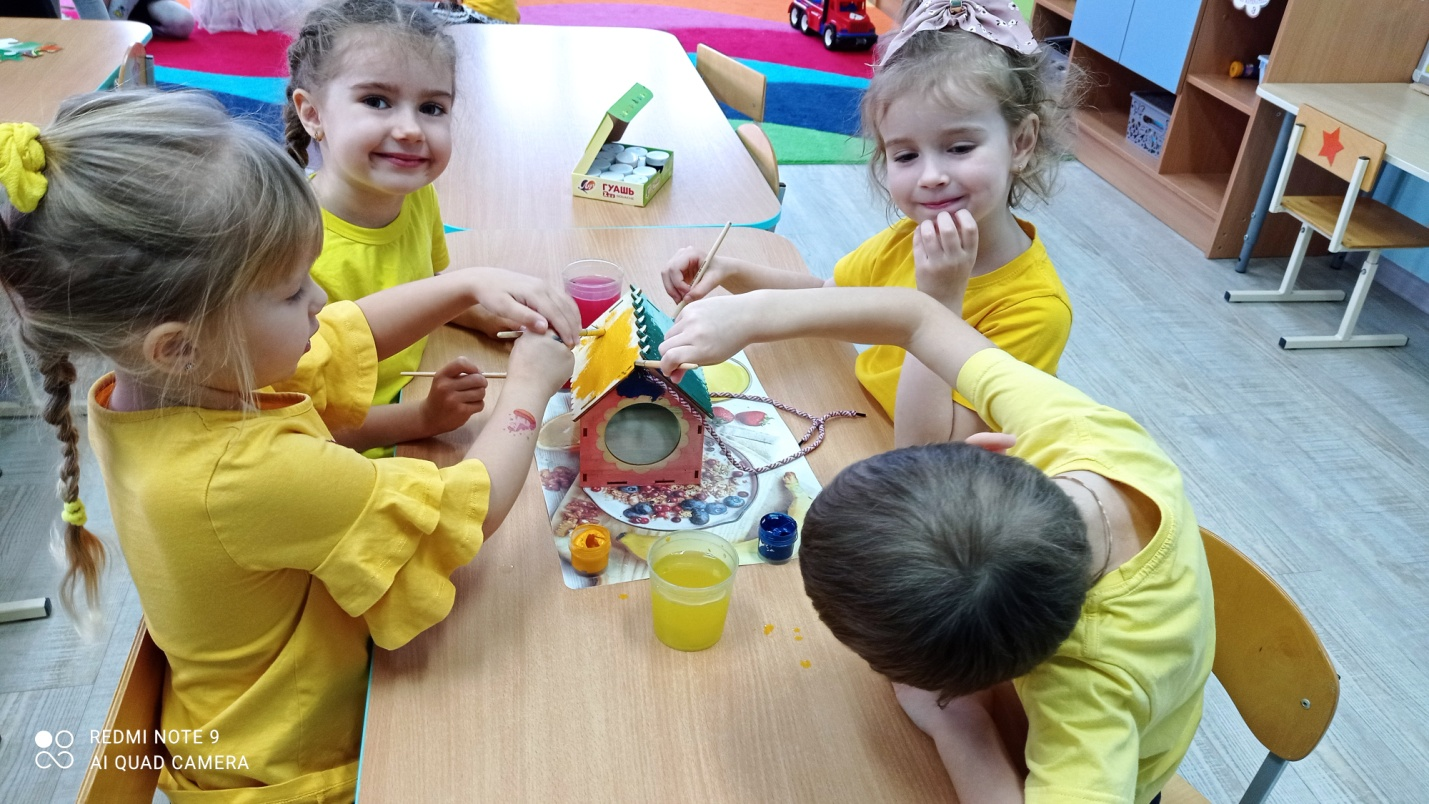 ГУАШЬ
REDMI NOTE 9
AI QUAD CAMERA